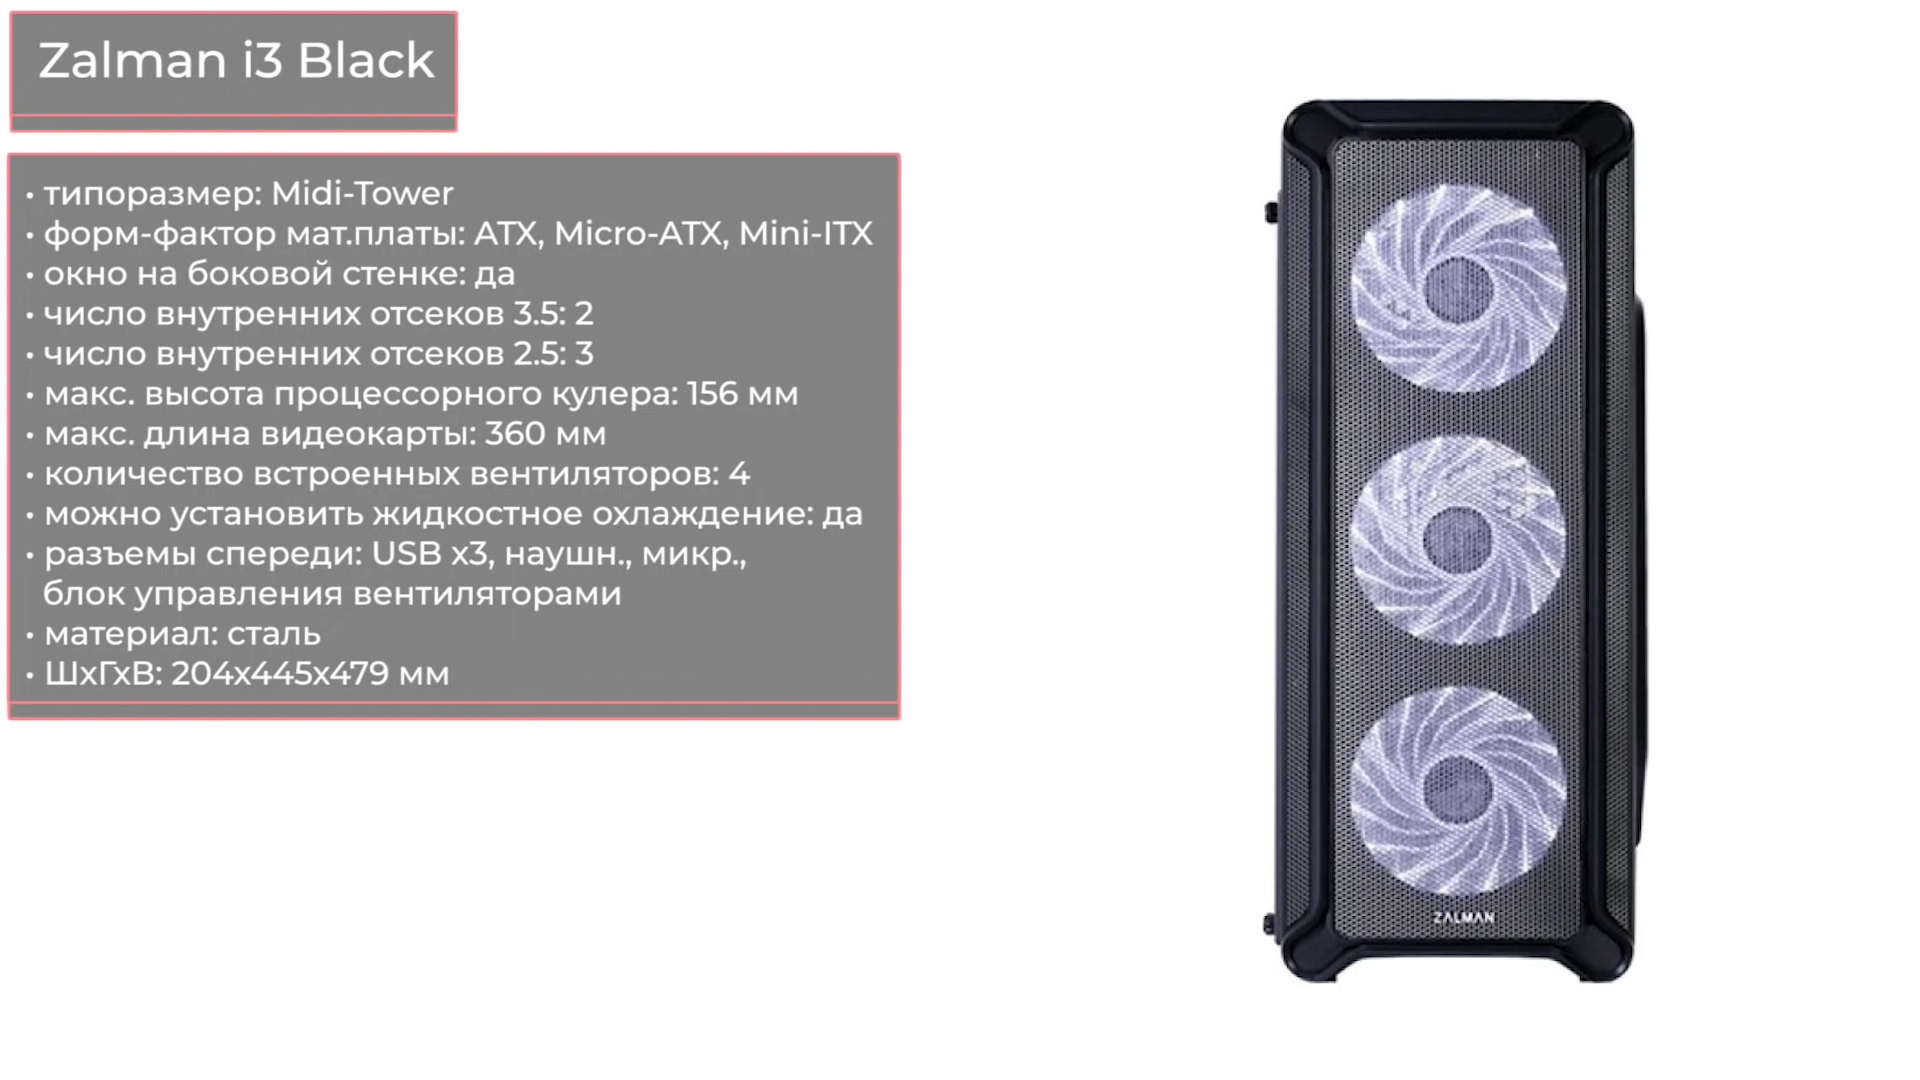 Zalman i3 Black
• типоразмер: Midi-Tower
• форм-фактор мат.платы: ATX, Micro-ATX, Mini-ITX
• окно на боковой стенке: да
• число внутренних отсеков 3.5: 2
• число внутренних отсеков 2.5: 3
• макс. высота процессорного кулера: 156 мм
• макс. длина видеокарты: 360 мм
• количество встроенных вентиляторов: 4
• можно установить жидкостное охлаждение: да
• разъемы спереди: USB x3, наушн., микр.,
блок управления вентиляторами
• материал: сталь
• ШxГxВ: 204x445x479 мм
ZALMAN